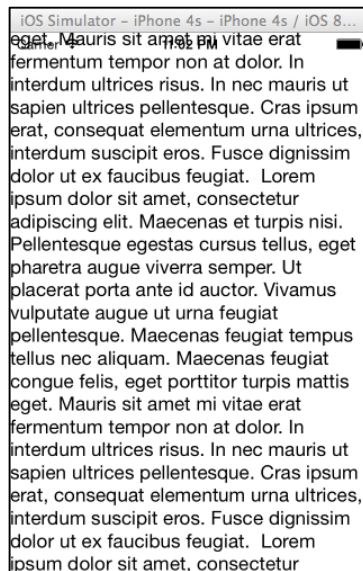 iOS Simulator – iPhone 4s – iPhone 4s / iOS 8...
Carrier 11:02 PM
eget. Mauris sit amet mi vitae erat
fermentum tempor non at dolor. In
interdum ultrices risus. In nec mauris ut
sapien ultrices pellentesque. Cras ipsum
erat, consequat elementum urna ultrices,
interdum suscipit eros. Fusce dignissim
dolor ut ex faucibus feugiat.  Lorem
ipsum dolor sit amet, consectetur
adipiscing elit. Maecenas et turpis nisi.
Pellentesque egestas cursus tellus, eget
pharetra augue viverra semper. Ut
placerat porta ante id auctor. Vivamus
vulputate augue ut urna feugiat
pellentesque. Maecenas feugiat tempus
tellus nec aliquam. Maecenas feugiat
congue felis, eget porttitor turpis mattis
eget. Mauris sit amet mi vitae erat
fermentum tempor non at dolor. In
interdum ultrices risus. In nec mauris ut
sapien ultrices pellentesque. Cras ipsum
erat, consequat elementum urna ultrices,
interdum suscipit eros. Fusce dignissim
dolor ut ex faucibus feugiat.  Lorem
ipsum dolor sit amet, consectetur